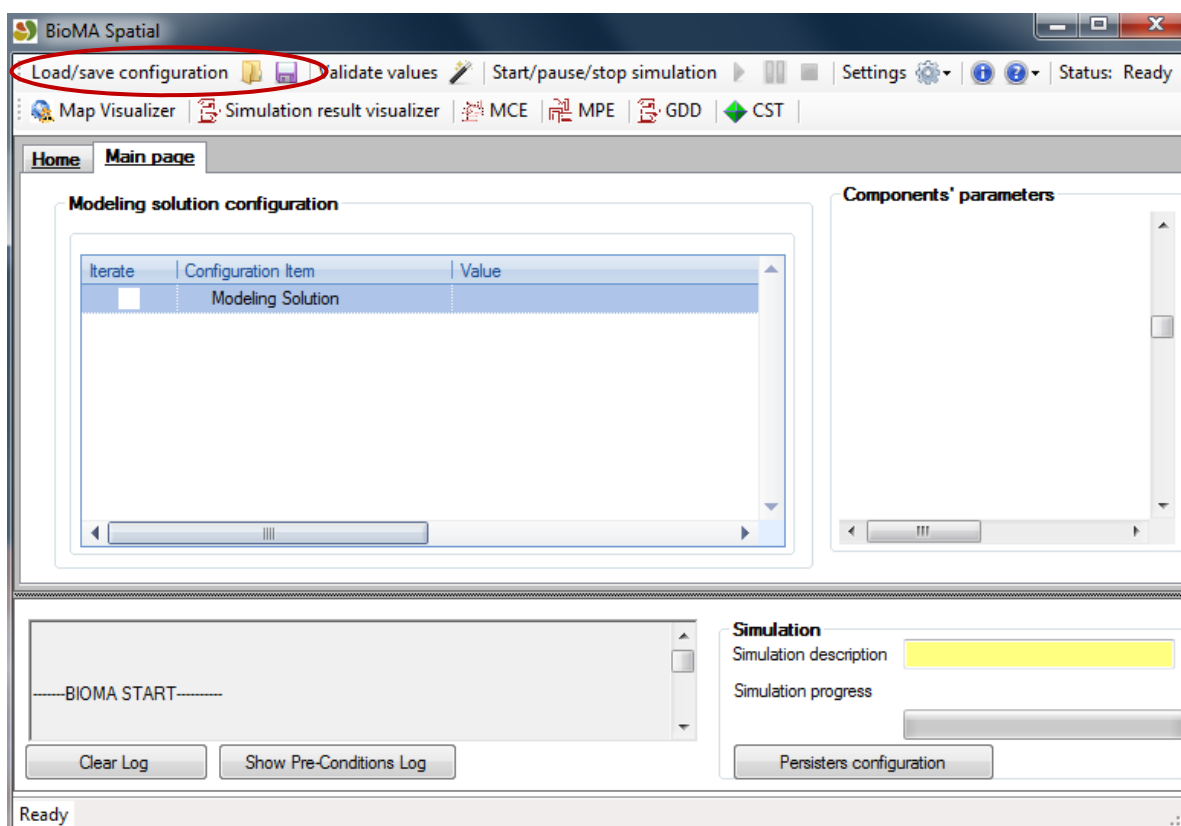 BioMA Spatial
Load/save configuration Validate values Start/pause/stop simulation Settings Status: Ready
Map Visualizer Simulation result visualizer MCE MPE GDD CST
Home Main page
Modeling solution configuration
Components' parameters
Iterate Configuration Item Value
Modeling Solution
Simulation
Simulation description
-------BIOMA START----------
Simulation progress
Clear Log Show Pre-Conditions Log Persisters configuration
Ready